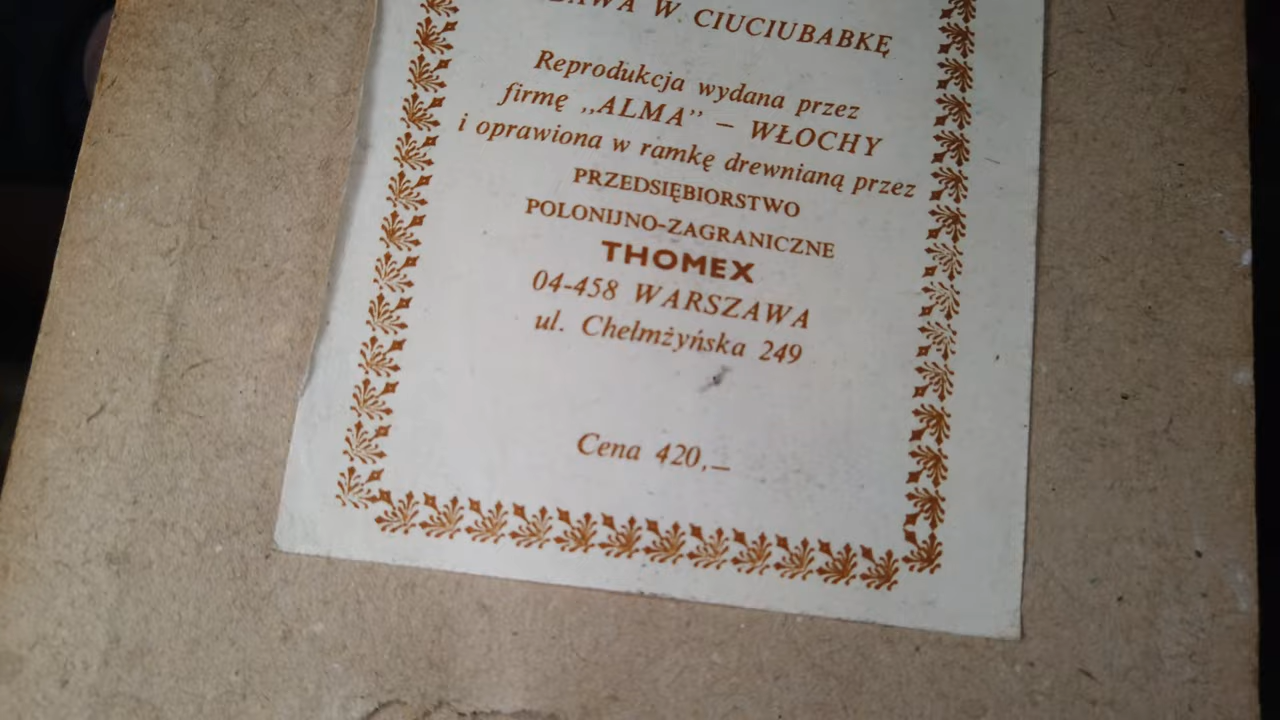 W CIUCIUBABKĘ
Reprodukcja wydana przez
firmę „ALMA” – WŁOCHY
i oprawiona w ramkę drewnianą przez
PRZEDSIĘBIORSTWO
POLONIJNO-ZAGRANICZNE
THOMEX
04-458 WARSZAWA
ul. Chełmżyńska 249
Cena 420,–